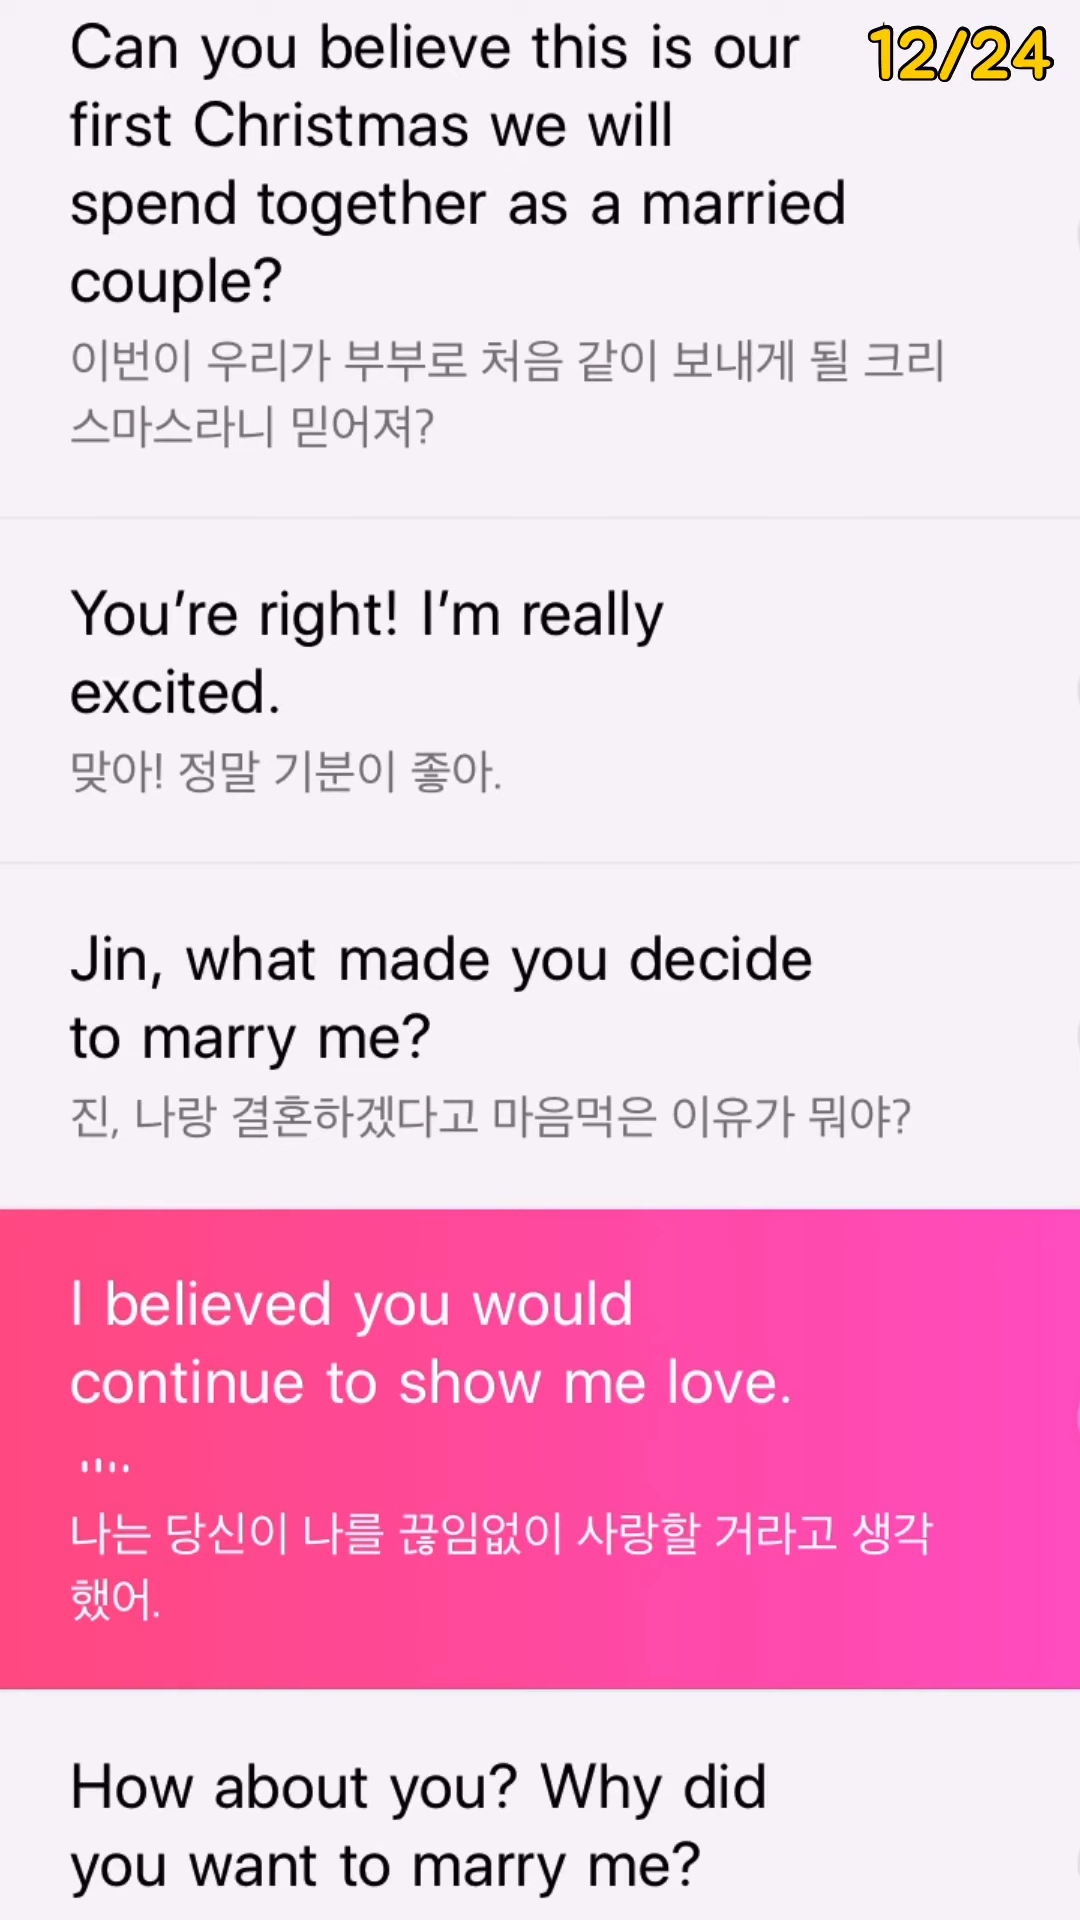 Can you believe this is our
12/24
first Christmas we will
spend together as a married
couple?
이번이 우리가 부부로 처음 같이 보내게 될 크리
스마스라니 믿어져?
You’re right! I’m really
excited.
맞아! 정말 기분이 좋아.
Jin, what made you decide
to marry me?
진, 나랑 결혼하겠다고 마음먹은 이유가 뭐야?
I believed you would
continue to show me love.
나는 당신이 나를 끊임없이 사랑할 거라고 생각
했어.
How about you? Why did
you want to marry me?